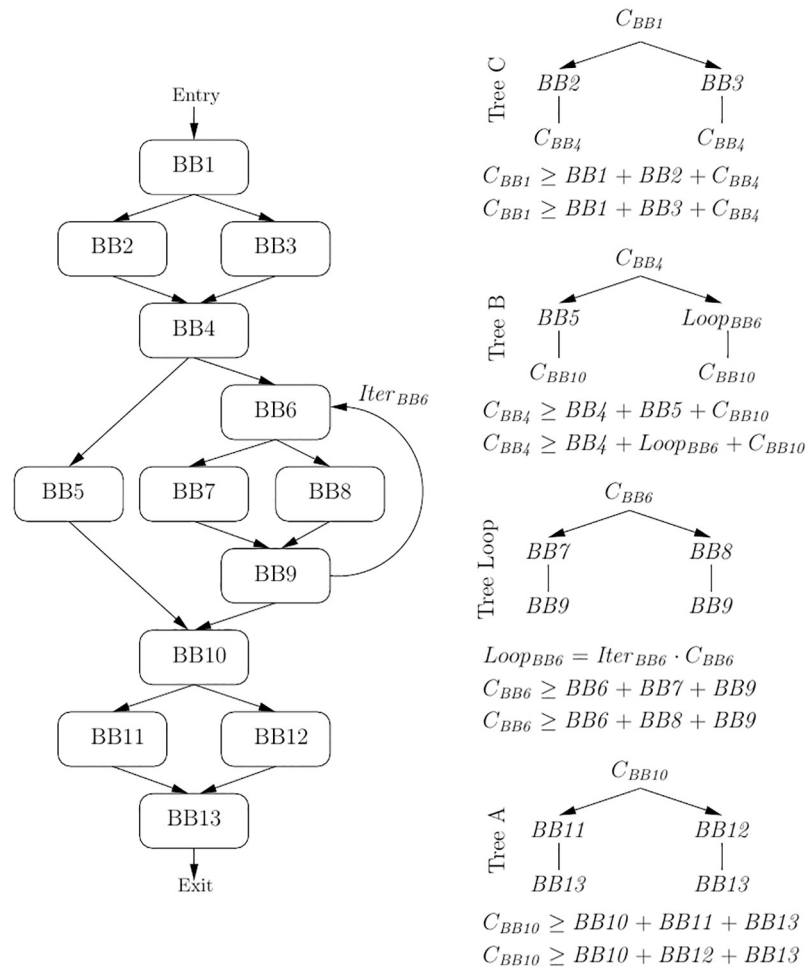 Entry
BB1
BB2 BB3
BB4
BB6
Iter_BB6
BB5 BB7 BB8
BB9
BB10
BB11 BB12
BB13
Exit
Tree C
C_BB1
BB2 BB3
C_BB4 C_BB4
C_BB1 ≥ BB1 + BB2 + C_BB4
C_BB1 ≥ BB1 + BB3 + C_BB4
Tree B
C_BB4
BB5 Loop_BB6
C_BB10 C_BB10
C_BB4 ≥ BB4 + BB5 + C_BB10
C_BB4 ≥ BB4 + Loop_BB6 + C_BB10
Tree Loop
C_BB6
BB7 BB8
BB9 BB9
Loop_BB6 = Iter_BB6 · C_BB6
C_BB6 ≥ BB6 + BB7 + BB9
C_BB6 ≥ BB6 + BB8 + BB9
Tree A
C_BB10
BB11 BB12
BB13 BB13
C_BB10 ≥ BB10 + BB11 + BB13
C_BB10 ≥ BB10 + BB12 + BB13